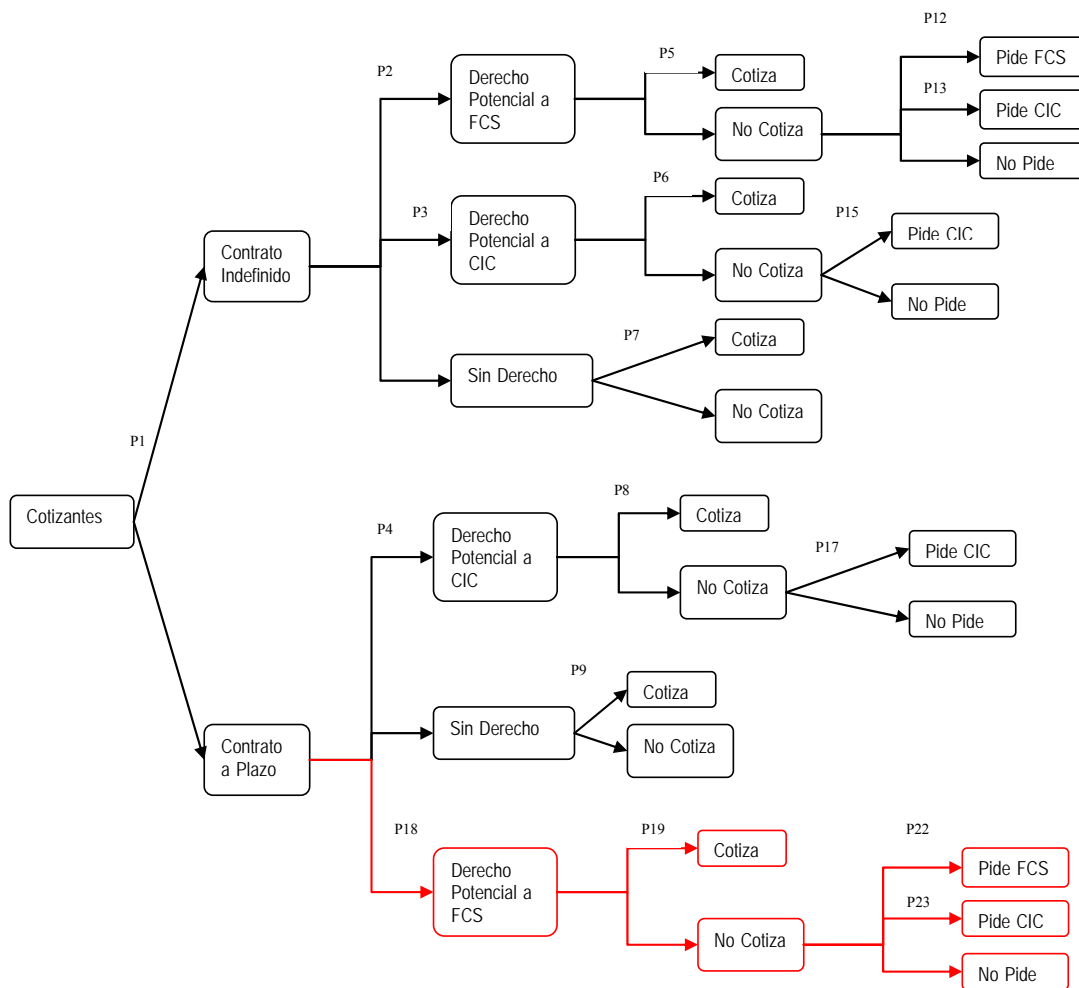 P12
Pide FCS
P2
P5
Derecho
Potencial a
FCS
Cotiza
P13
Pide CIC
No Cotiza
No Pide
P6
P3
Derecho
Potencial a
CIC
Cotiza
P15
Pide CIC
Contrato
Indefinido
No Cotiza
No Pide
P7
Cotiza
Sin Derecho
No Cotiza
P1
Cotizantes
P8
P4
Derecho
Potencial a
CIC
Cotiza
P17
Pide CIC
No Cotiza
No Pide
P9
Cotiza
Sin Derecho
No Cotiza
Contrato
a Plazo
P18
P19
Derecho
Potencial a
FCS
Cotiza
P22
Pide FCS
P23
Pide CIC
No Cotiza
No Pide